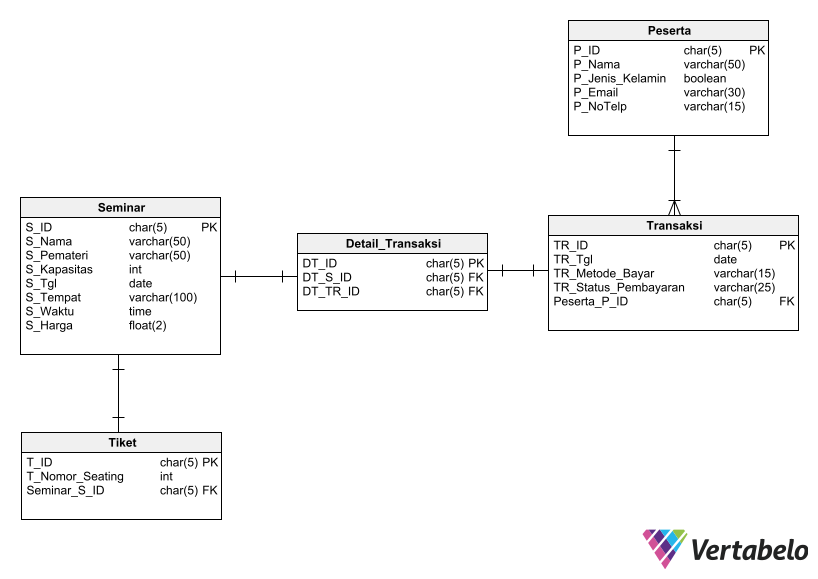 Peserta
P_ID char(5) PK
P_Nama varchar(50)
P_Jenis_Kelamin boolean
P_Email varchar(30)
P_NoTelp varchar(15)
Seminar
S_ID char(5) PK
S_Nama varchar(50)
S_Pemateri varchar(50)
S_Kapasitas int
S_Tgl date
S_Tempat varchar(100)
S_Waktu time
S_Harga float(2)
Detail_Transaksi
DT_ID char(5) PK
DT_S_ID char(5) FK
DT_TR_ID char(5) FK
Transaksi
TR_ID char(5) PK
TR_Tgl date
TR_Metode_Bayar varchar(15)
TR_Status_Pembayaran varchar(25)
Peserta_P_ID char(5) FK
Tiket
T_ID char(5) PK
T_Nomor_Seating int
Seminar_S_ID char(5) FK
Vertabelo